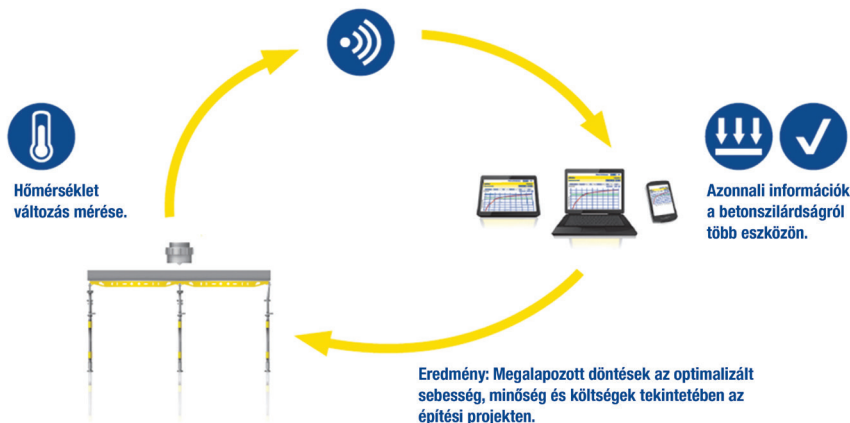 Hőmérséklet
változás mérése.
Azonnali információk
a betonszilárdságról
több eszközön.
Eredmény: Megalapozott döntések az optimalizált
sebesség, minőség és költségek tekintetében az
építési projekten.